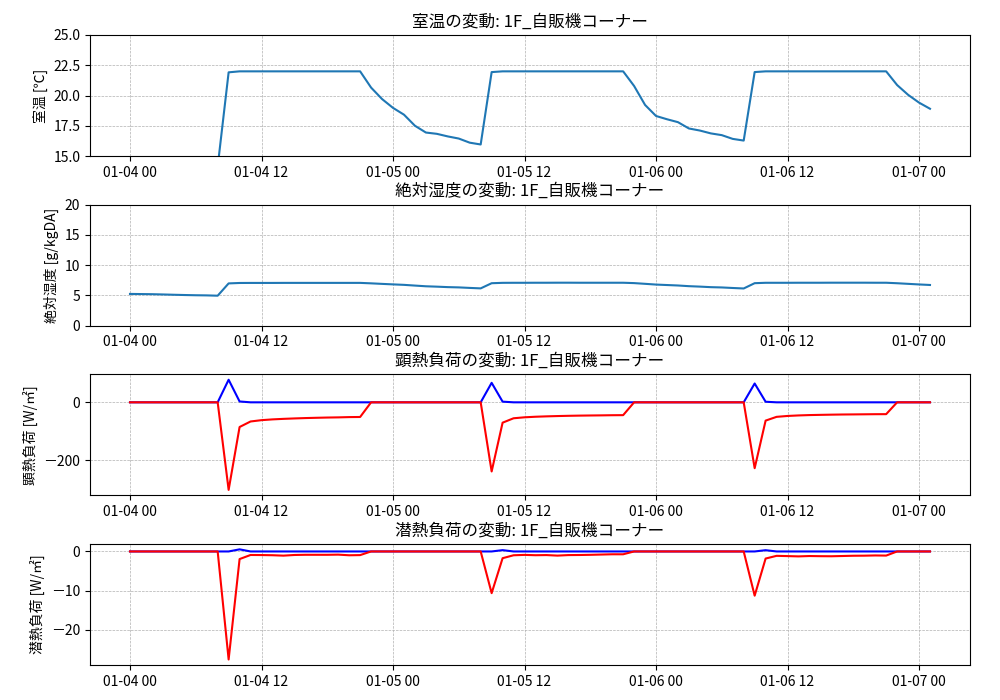 室温の変動: 1F_自販機コーナー
25.0
22.5
20.0
17.5
15.0
室温 [℃]
01-04 00 01-04 12 01-05 00 01-05 12 01-06 00 01-06 12 01-07 00
絶対湿度の変動: 1F_自販機コーナー
20
15
10
5
0
絶対湿度 [g/kgDA]
01-04 00 01-04 12 01-05 00 01-05 12 01-06 00 01-06 12 01-07 00
顕熱負荷の変動: 1F_自販機コーナー
0
−200
顕熱負荷 [W/㎡]
01-04 00 01-04 12 01-05 00 01-05 12 01-06 00 01-06 12 01-07 00
潜熱負荷の変動: 1F_自販機コーナー
0
−10
−20
潜熱負荷 [W/㎡]
01-04 00 01-04 12 01-05 00 01-05 12 01-06 00 01-06 12 01-07 00